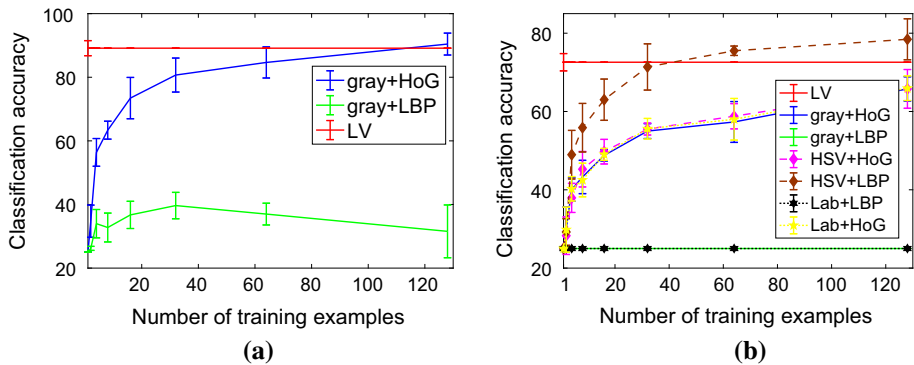 100
80
60
40
20
20 40 60 80 100 120
Classification accuracy
Number of training examples
gray+HoG
gray+LBP
LV
(a)
80
60
40
20
1 20 40 60 80 100 120
Classification accuracy
Number of training examples
LV
gray+HoG
gray+LBP
HSV+HoG
HSV+LBP
Lab+LBP
Lab+HoG
(b)